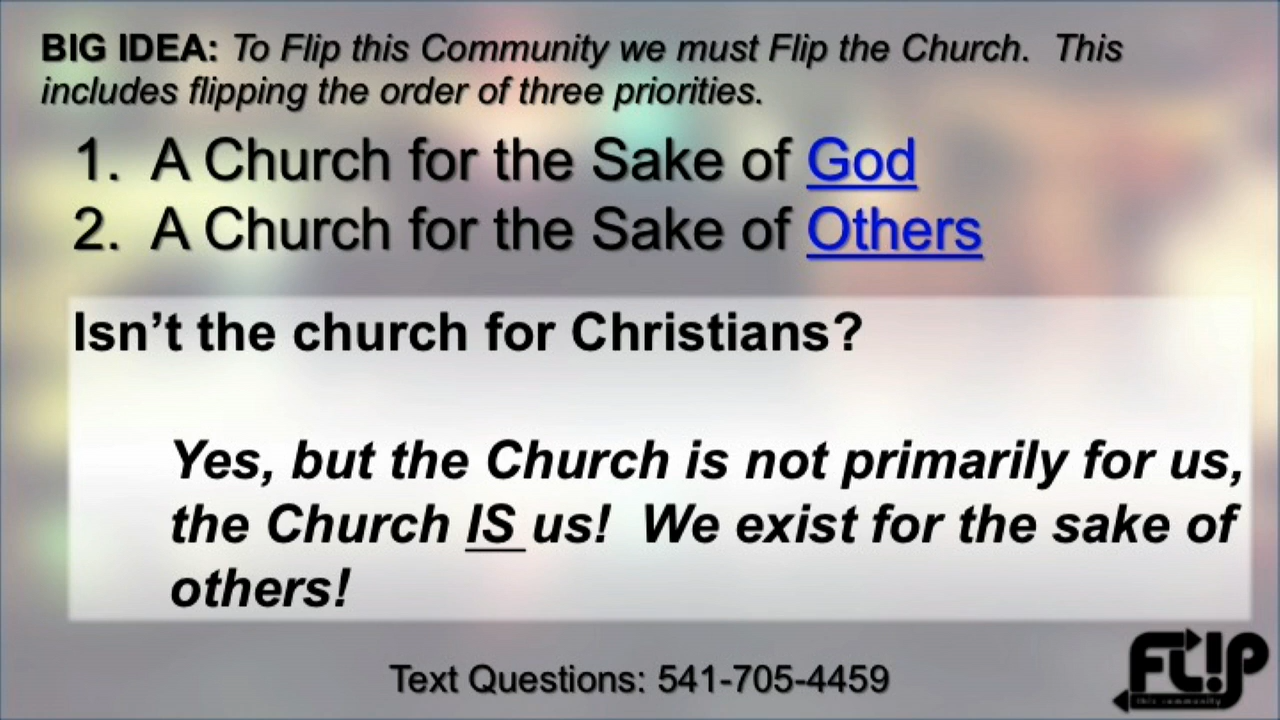 BIG IDEA: To Flip this Community we must Flip the Church. This
includes flipping the order of three priorities.
1. A Church for the Sake of God
2. A Church for the Sake of Others
Isn't the church for Christians?
Yes, but the Church is not primarily for us,
the Church IS us! We exist for the sake of
others!
Text Questions: 541-705-4459
FL!P
this community